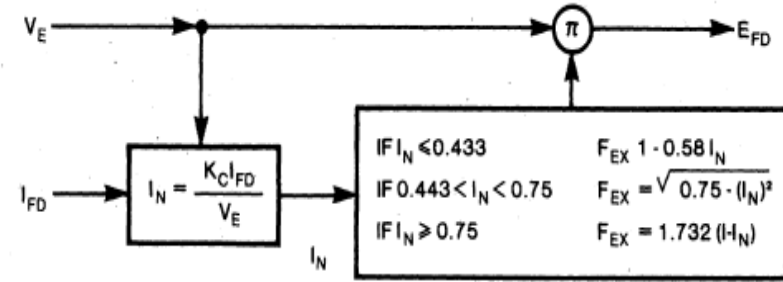 V_E
π
E_FD
I_FD
I_N = K_C I_FD / V_E
I_N
IF I_N ≤ 0.433 F_EX 1 - 0.58 I_N
IF 0.443 < I_N < 0.75 F_EX = √ 0.75 - (I_N)²
IF I_N ≥ 0.75 F_EX = 1.732 (I-I_N)